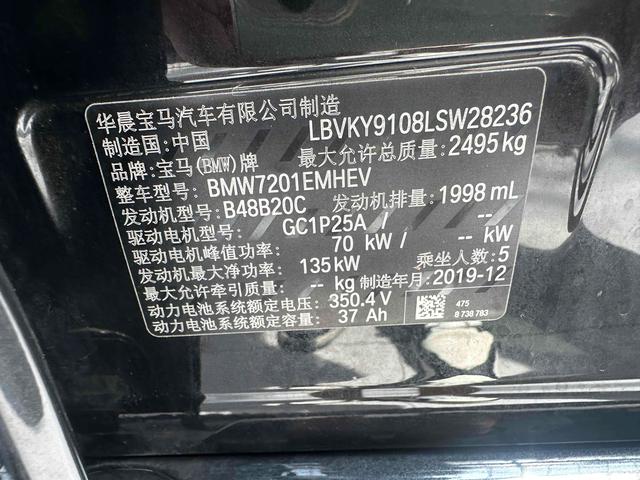 华晨宝马汽车有限公司制造
制造国:中国 LBVKY9108LSW28236
品牌:宝马(BMW)牌 最大允许总质量:2495kg
整车型号:BMW7201EMHEV
发动机型号:B48B20C 发动机排量:1998 mL
驱动电机型号: GC1P25A / --
驱动电机峰值功率: 70 kW / -- kW
发动机最大净功率: 135kW 乘坐人数:5
最大允许牵引质量: -- kg 制造年月:2019-12
动力电池系统额定电压:350.4 V 475
动力电池系统额定容量: 37 Ah 8 738 783